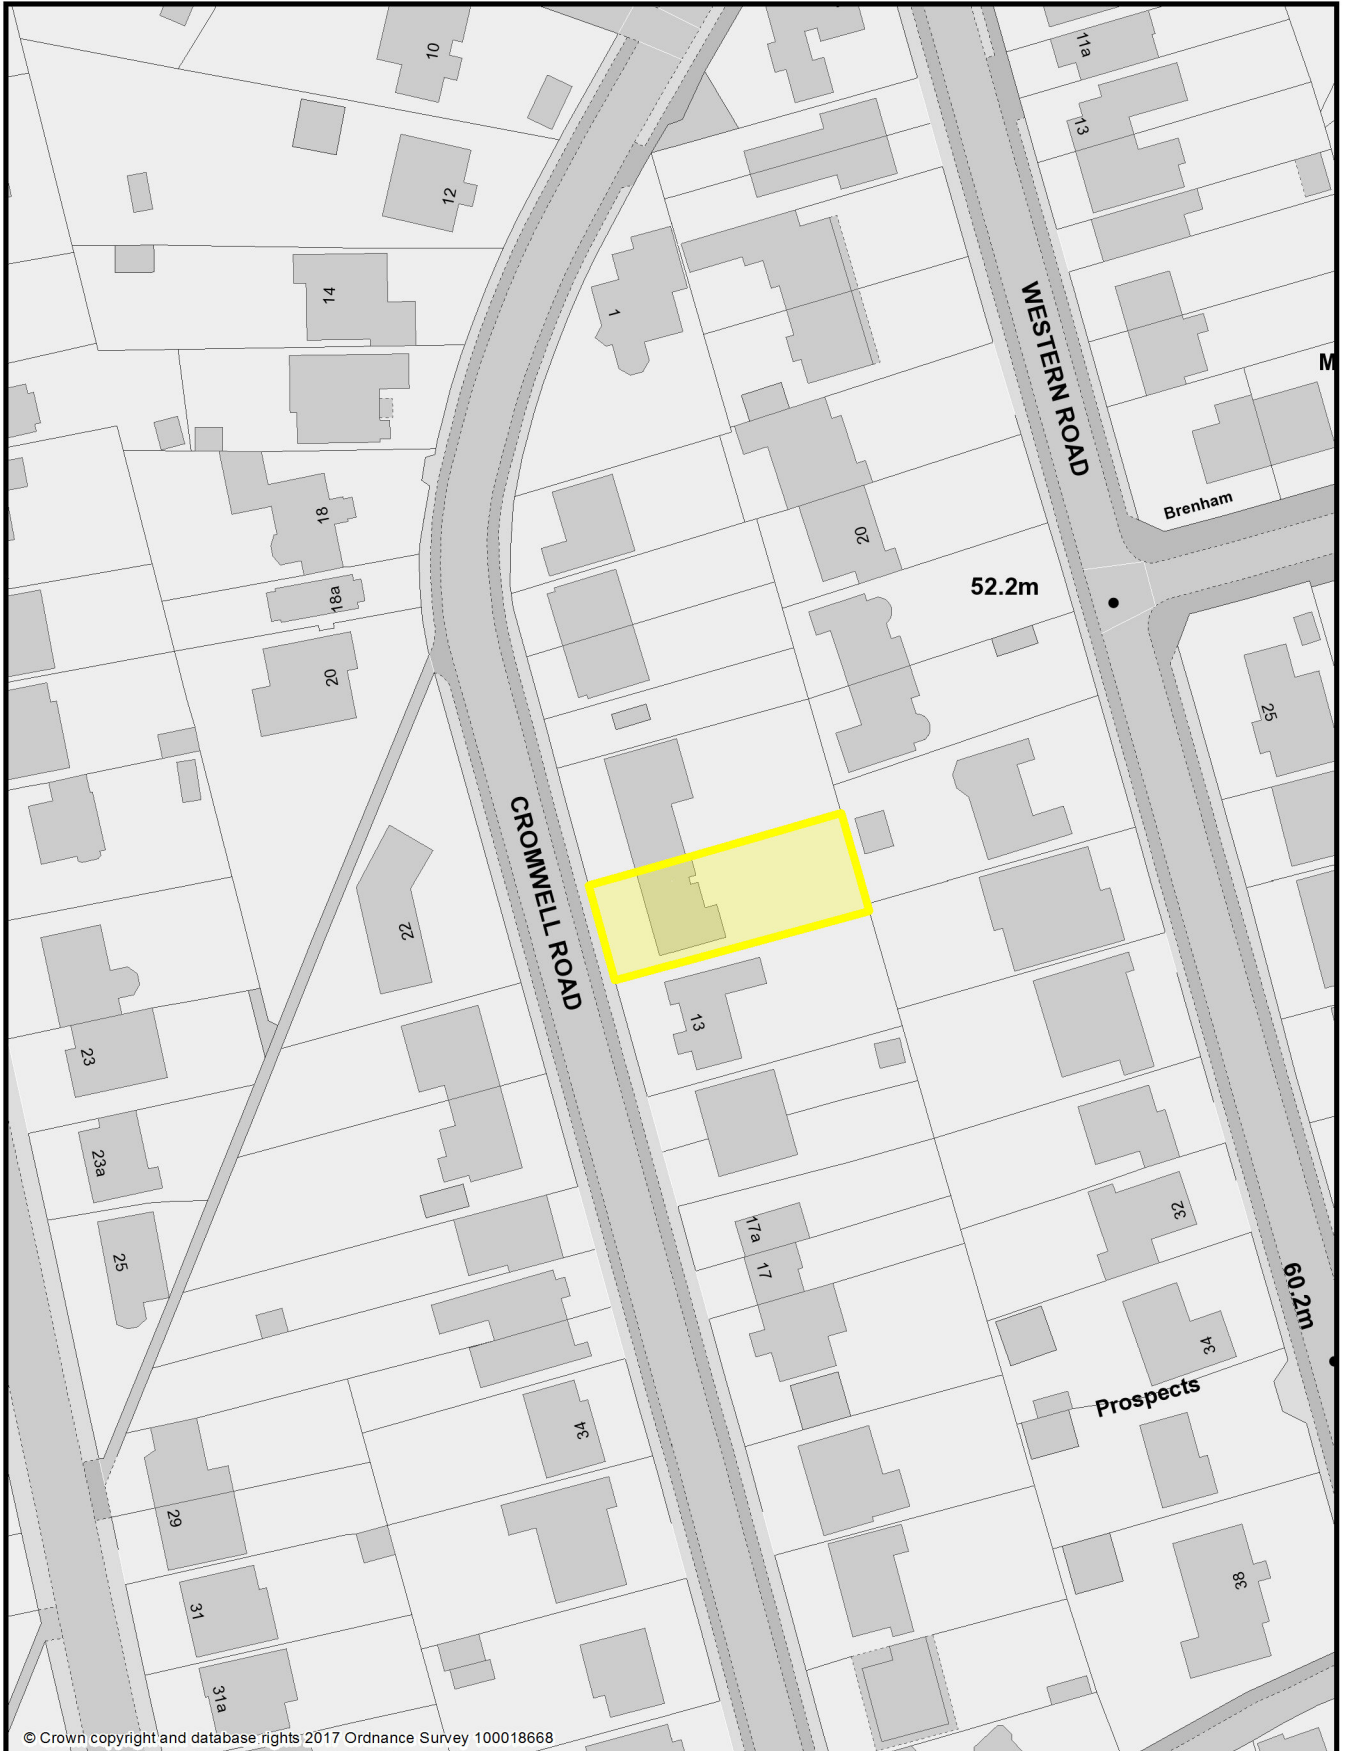 10
11a
13
12
14
1
WESTERN ROAD
M
18
20
Brenham
18a
52.2m
20
25
CROMWELL ROAD
22
13
23
23a
17a
32
25
17
60.2m
34
Prospects
34
29
38
31
31a
© Crown copyright and database rights 2017 Ordnance Survey 100018668